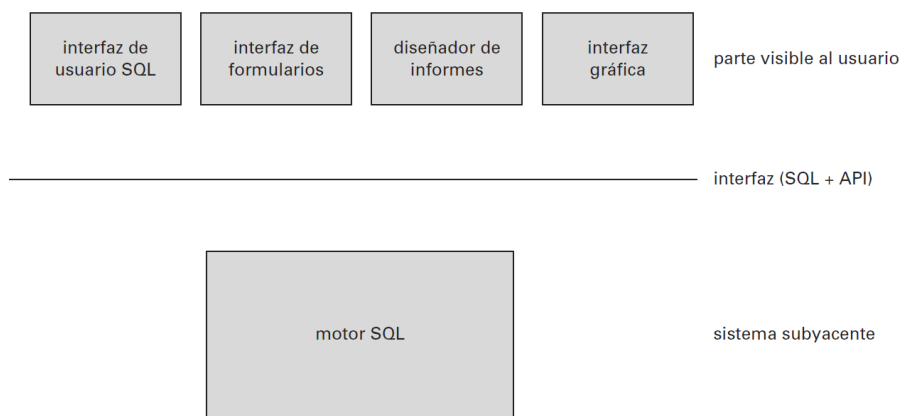 interfaz de
usuario SQL
interfaz de
formularios
diseñador de
informes
interfaz
gráfica
parte visible al usuario
interfaz (SQL + API)
motor SQL
sistema subyacente